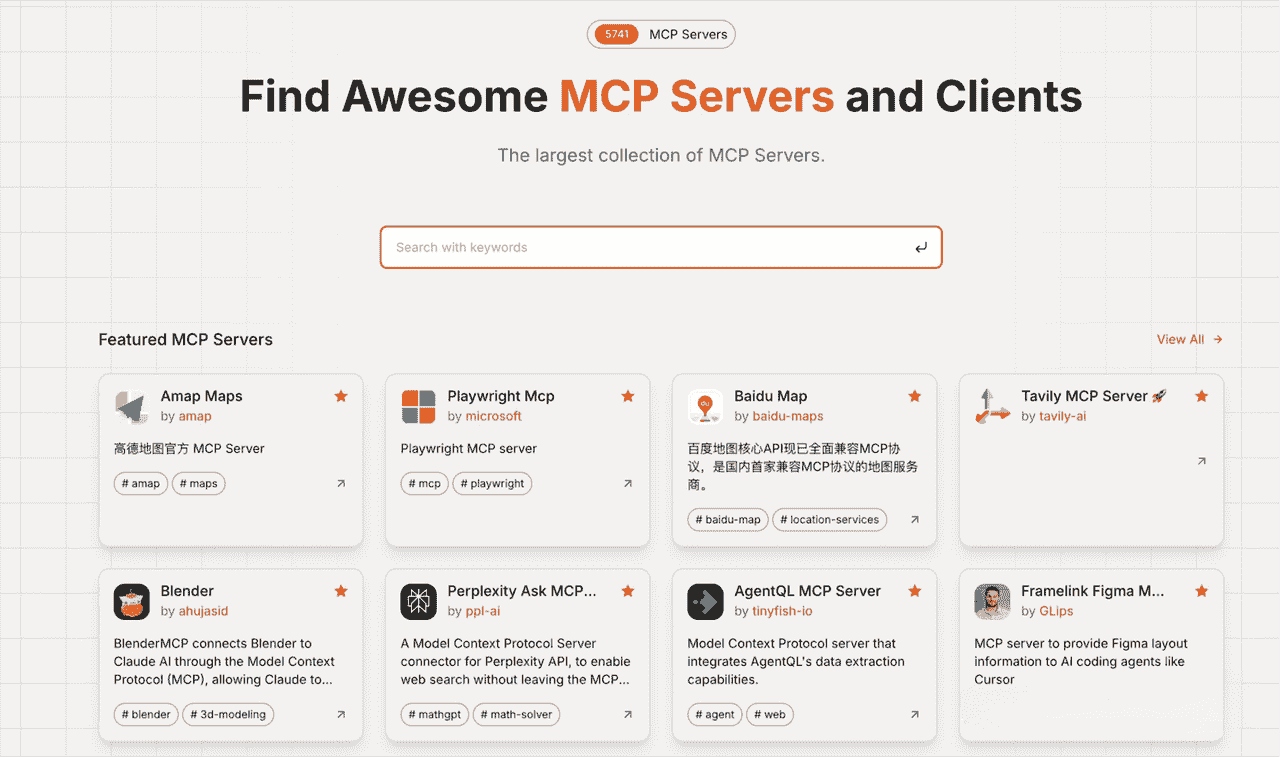 5741 MCP Servers
Find Awesome MCP Servers and Clients
The largest collection of MCP Servers.
Search with keywords
Featured MCP Servers
View All →
Amap Maps
by amap
高德地图官方 MCP Server
# amap # maps
Playwright Mcp
by microsoft
Playwright MCP server
# mcp # playwright
Baidu Map
by baidu-maps
百度地图核心API现已全面兼容MCP协
议，是国内首家兼容MCP协议的地图服务
商。
# baidu-map # location-services
Tavily MCP Server 🚀
by tavily-ai
Blender
by ahujasid
BlenderMCP connects Blender to
Claude AI through the Model Context
Protocol (MCP), allowing Claude to...
# blender # 3d-modeling
Perplexity Ask MCP...
by ppl-ai
A Model Context Protocol Server
connector for Perplexity API, to enable
web search without leaving the MCP...
# mathgpt # math-solver
AgentQL MCP Server
by tinyfish-io
Model Context Protocol server that
integrates AgentQL's data extraction
capabilities.
# agent # web
Framelink Figma M...
by GLips
MCP server to provide Figma layout
information to AI coding agents like
Cursor